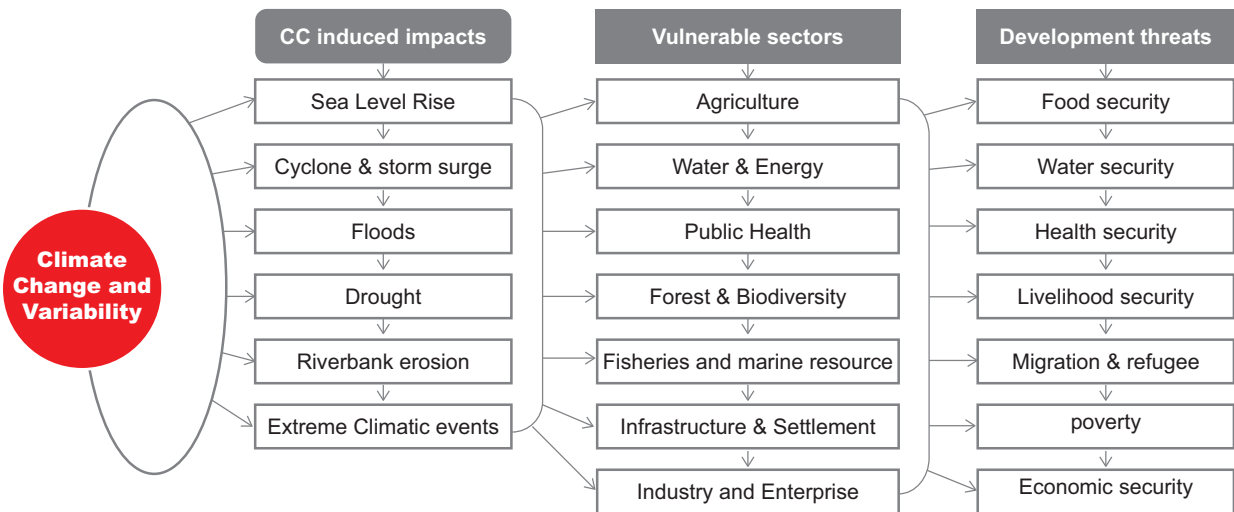 CC induced impacts
Vulnerable sectors
Development threats
Sea Level Rise
Agriculture
Food security
Cyclone & storm surge
Water & Energy
Water security
Floods
Public Health
Health security
Climate
Change and
Variability
Drought
Forest & Biodiversity
Livelihood security
Riverbank erosion
Fisheries and marine resource
Migration & refugee
Extreme Climatic events
Infrastructure & Settlement
poverty
Industry and Enterprise
Economic security